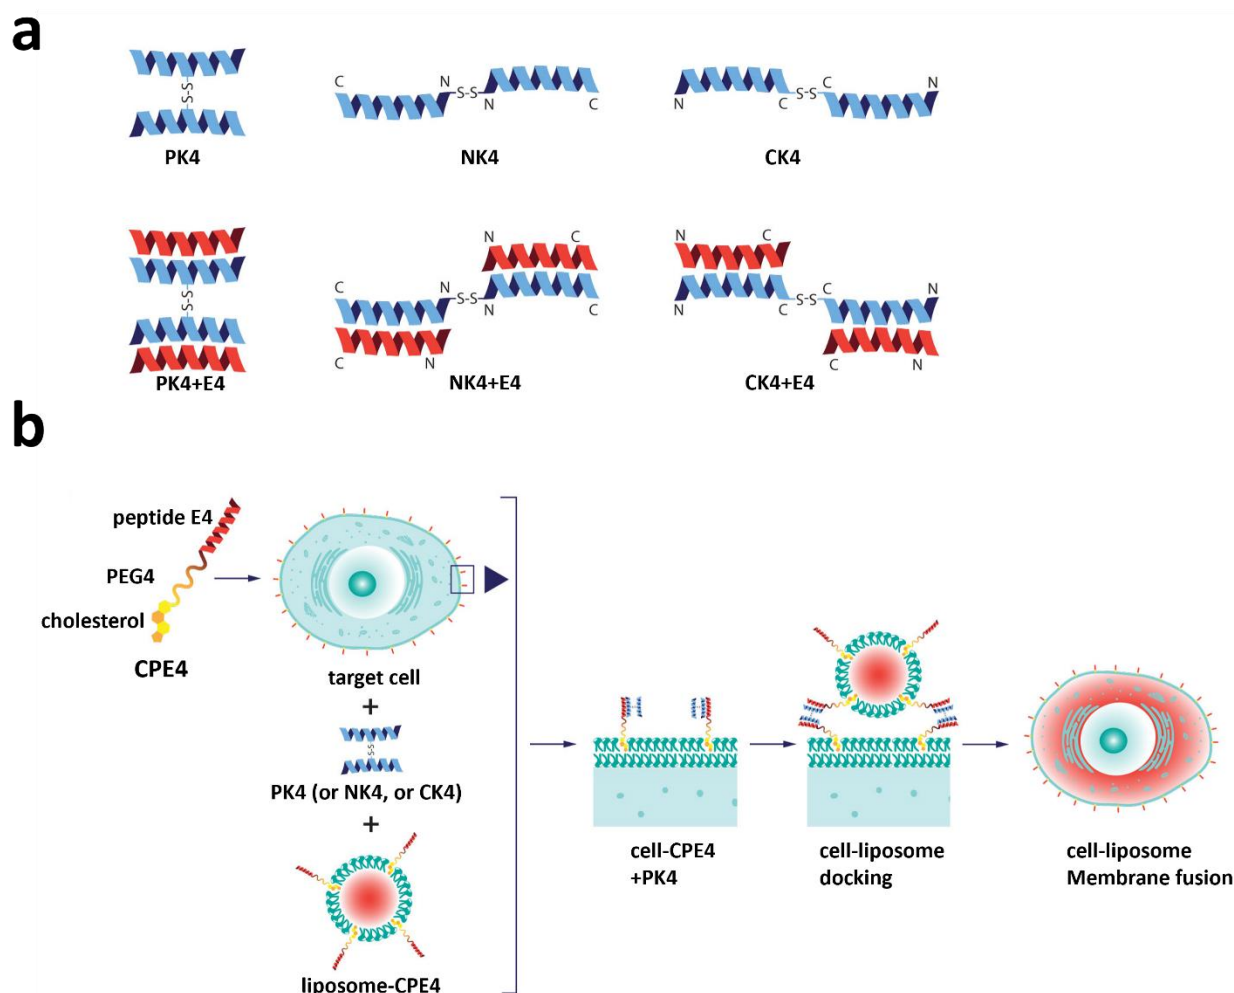 a
C N N C
S-S S-S S-S
N C C N
PK4 NK4 CK4
N C N C
C N C N
S-S S-S S-S
N C C N
C N C N
PK4+E4 NK4+E4 CK4+E4
b
peptide E4
PEG4
cholesterol
CPE4
target cell
+
S-S
PK4 (or NK4, or CK4)
+
liposome-CPE4
cell-CPE4
+PK4
cell-liposome
docking
cell-liposome
Membrane fusion